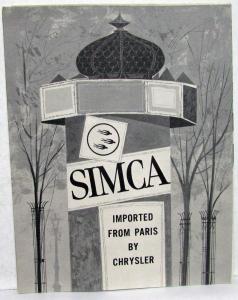 SIMCA
IMPORTED
FROM PARIS
BY
CHRYSLER